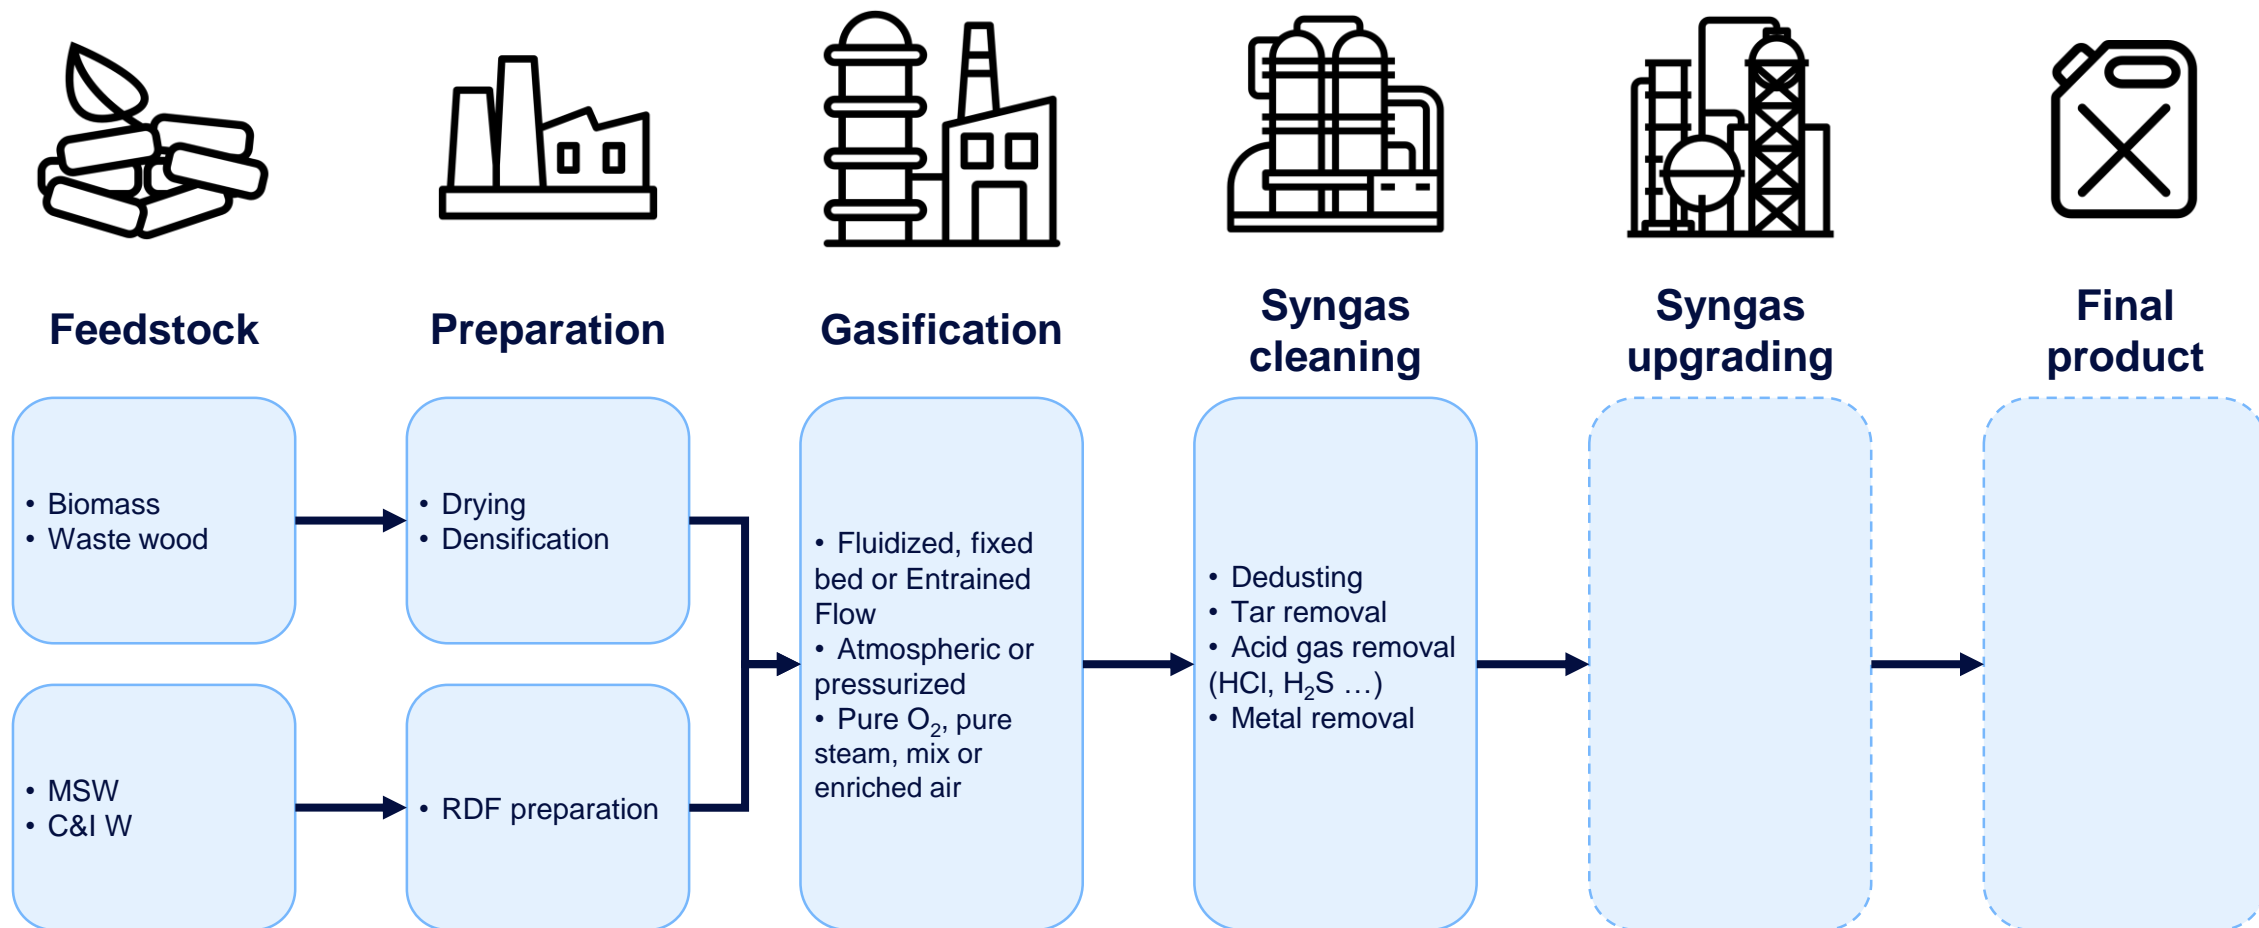 Feedstock
Preparation
Gasification
Syngas
cleaning
Syngas
upgrading
Final
product
• Biomass
• Waste wood
• Drying
• Densification
• MSW
• C&I W
• RDF preparation
• Fluidized, fixed
bed or Entrained
Flow
• Atmospheric or
pressurized
• Pure O₂, pure
steam, mix or
enriched air
• Dedusting
• Tar removal
• Acid gas removal
(HCl, H₂S …)
• Metal removal